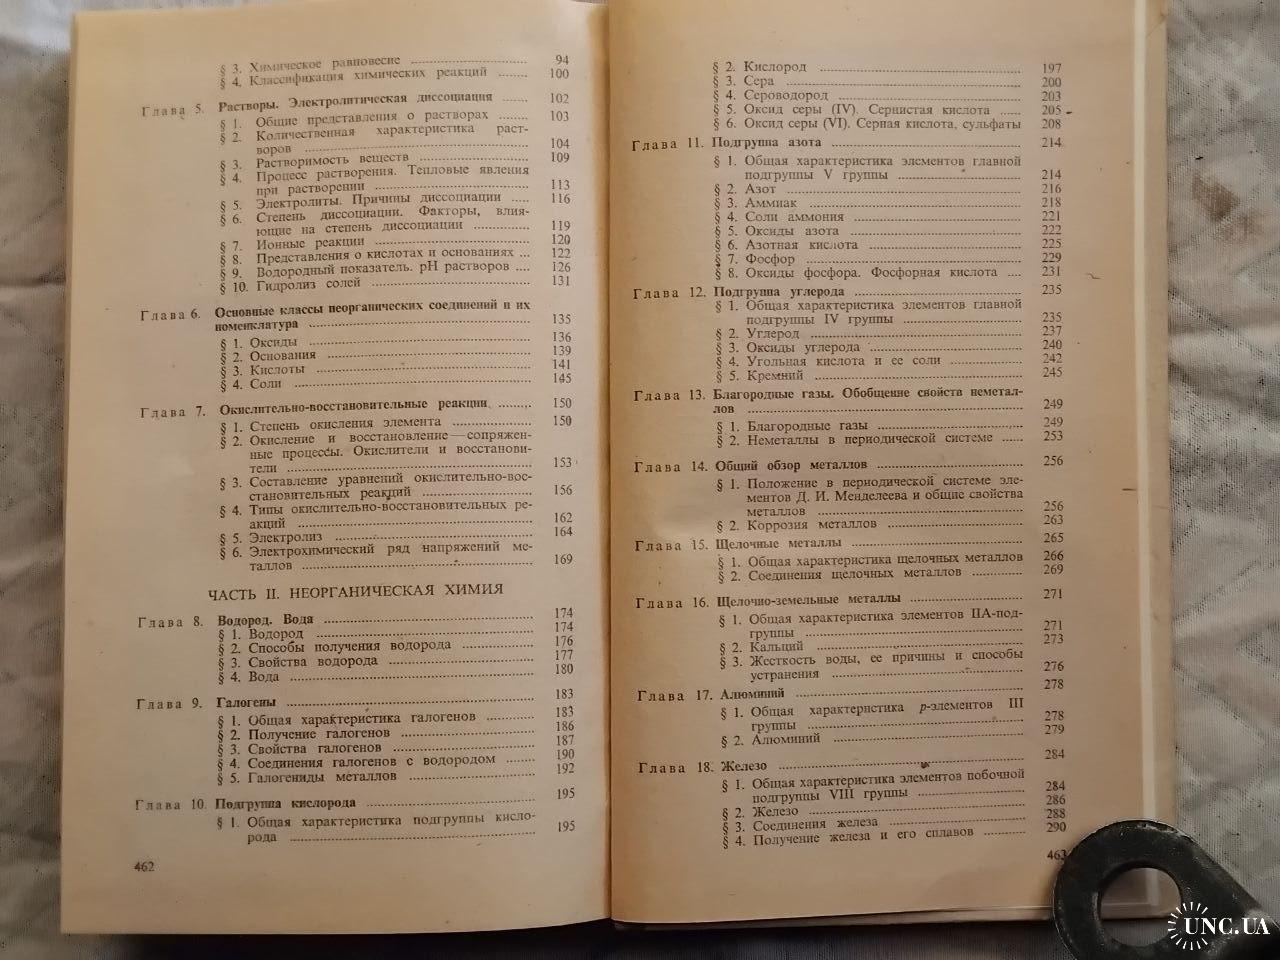 § 3. Химическое равновесие ........ 94
§ 4. Классификация химических реакций ........ 100
Глава 5. Растворы. Электролитическая диссоциация ...... 102
§ 1. Общие представления о растворах ........ 103
§ 2. Количественная характеристика раст-
воров ........ 104
§ 3. Растворимость веществ ........ 109
§ 4. Процесс растворения. Тепловые явления
при растворении ........ 113
§ 5. Электролиты. Причины диссоциации ..... 116
§ 6. Степень диссоциации. Факторы, влия-
ющие на степень диссоциации ........ 119
§ 7. Ионные реакции ........ 120
§ 8. Представления о кислотах и основаниях ... 122
§ 9. Водородный показатель. pH растворов .... 126
§ 10. Гидролиз солей ........ 131
Глава 6. Основные классы неорганических соединений и их
номенклатура ........ 135
§ 1. Оксиды ........ 136
§ 2. Основания ........ 139
§ 3. Кислоты ........ 141
§ 4. Соли ........ 145
Глава 7. Окислительно-восстановительные реакции ........ 150
§ 1. Степень окисления элемента ........ 150
§ 2. Окисление и восстановление — сопряжен-
ные процессы. Окислители и восстанови-
тели ........ 153
§ 3. Составление уравнений окислительно-вос-
становительных реакций ........ 156
§ 4. Типы окислительно-восстановительных ре-
акций ........ 162
§ 5. Электролиз ........ 164
§ 6. Электрохимический ряд напряжений ме-
таллов ........ 169
ЧАСТЬ II. НЕОРГАНИЧЕСКАЯ ХИМИЯ
Глава 8. Водород. Вода ........ 174
§ 1. Водород ........ 174
§ 2. Способы получения водорода ........ 176
§ 3. Свойства водорода ........ 177
§ 4. Вода ........ 180
Глава 9. Галогены ........ 183
§ 1. Общая характеристика галогенов ........ 183
§ 2. Получение галогенов ........ 186
§ 3. Свойства галогенов ........ 187
§ 4. Соединения галогенов с водородом ........ 190
§ 5. Галогениды металлов ........ 192
Глава 10. Подгруппа кислорода ........ 195
§ 1. Общая характеристика подгруппы кисло-
рода ........ 195
462
§ 2. Кислород ........ 197
§ 3. Сера ........ 200
§ 4. Сероводород ........ 203
§ 5. Оксид серы (IV). Сернистая кислота ........ 205
§ 6. Оксид серы (VI). Серная кислота, сульфаты 208
Глава 11. Подгруппа азота ........ 214
§ 1. Общая характеристика элементов главной
подгруппы V группы ........ 214
§ 2. Азот ........ 216
§ 3. Аммиак ........ 218
§ 4. Соли аммония ........ 221
§ 5. Оксиды азота ........ 222
§ 6. Азотная кислота ........ 225
§ 7. Фосфор ........ 229
§ 8. Оксиды фосфора. Фосфорная кислота .... 231
Глава 12. Подгруппа углерода ........ 235
§ 1. Общая характеристика элементов главной
подгруппы IV группы ........ 235
§ 2. Углерод ........ 237
§ 3. Оксиды углерода ........ 240
§ 4. Угольная кислота и ее соли ........ 242
§ 5. Кремний ........ 245
Глава 13. Благородные газы. Обобщение свойств неметал-
лов ........ 249
§ 1. Благородные газы ........ 249
§ 2. Неметаллы в периодической системе ..... 253
Глава 14. Общий обзор металлов ........ 256
§ 1. Положение в периодической системе эле-
ментов Д. И. Менделеева и общие свойства
металлов ........ 256
§ 2. Коррозия металлов ........ 263
Глава 15. Щелочные металлы ........ 265
§ 1. Общая характеристика щелочных металлов 266
§ 2. Соединения щелочных металлов ........ 269
Глава 16. Щелочно-земельные металлы ........ 271
§ 1. Общая характеристика элементов IIА-под-
группы ........ 271
§ 2. Кальций ........ 273
§ 3. Жесткость воды, ее причины и способы
устранения ........ 276
Глава 17. Алюминий ........ 278
§ 1. Общая характеристика p-элементов III
группы ........ 278
§ 2. Алюминий ........ 279
Глава 18. Железо ........ 284
§ 1. Общая характеристика элементов побочной
подгруппы VIII группы ........ 284
§ 2. Железо ........ 286
§ 3. Соединения железа ........ 288
§ 4. Получение железа и его сплавов ........ 290
463
UNC.UA